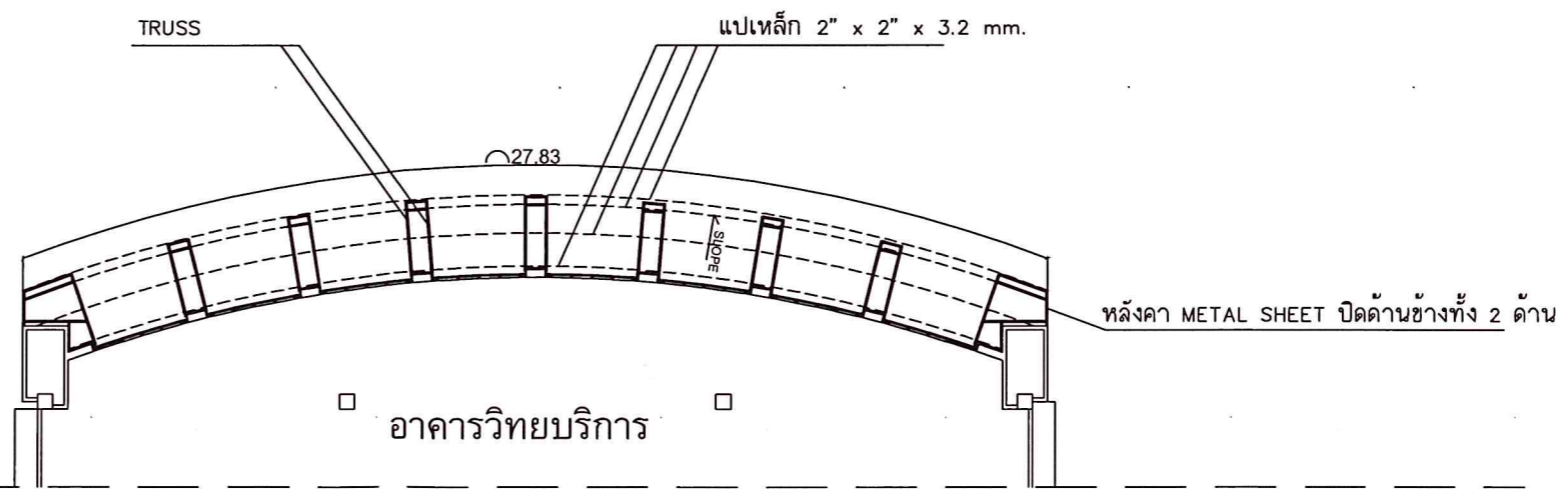 TRUSS
แปเหล็ก 2" x 2" x 3.2 mm.
27.83
SLOPE
หลังคา METAL SHEET ปิดด้านข้างทั้ง 2 ด้าน
อาคารวิทยบริการ